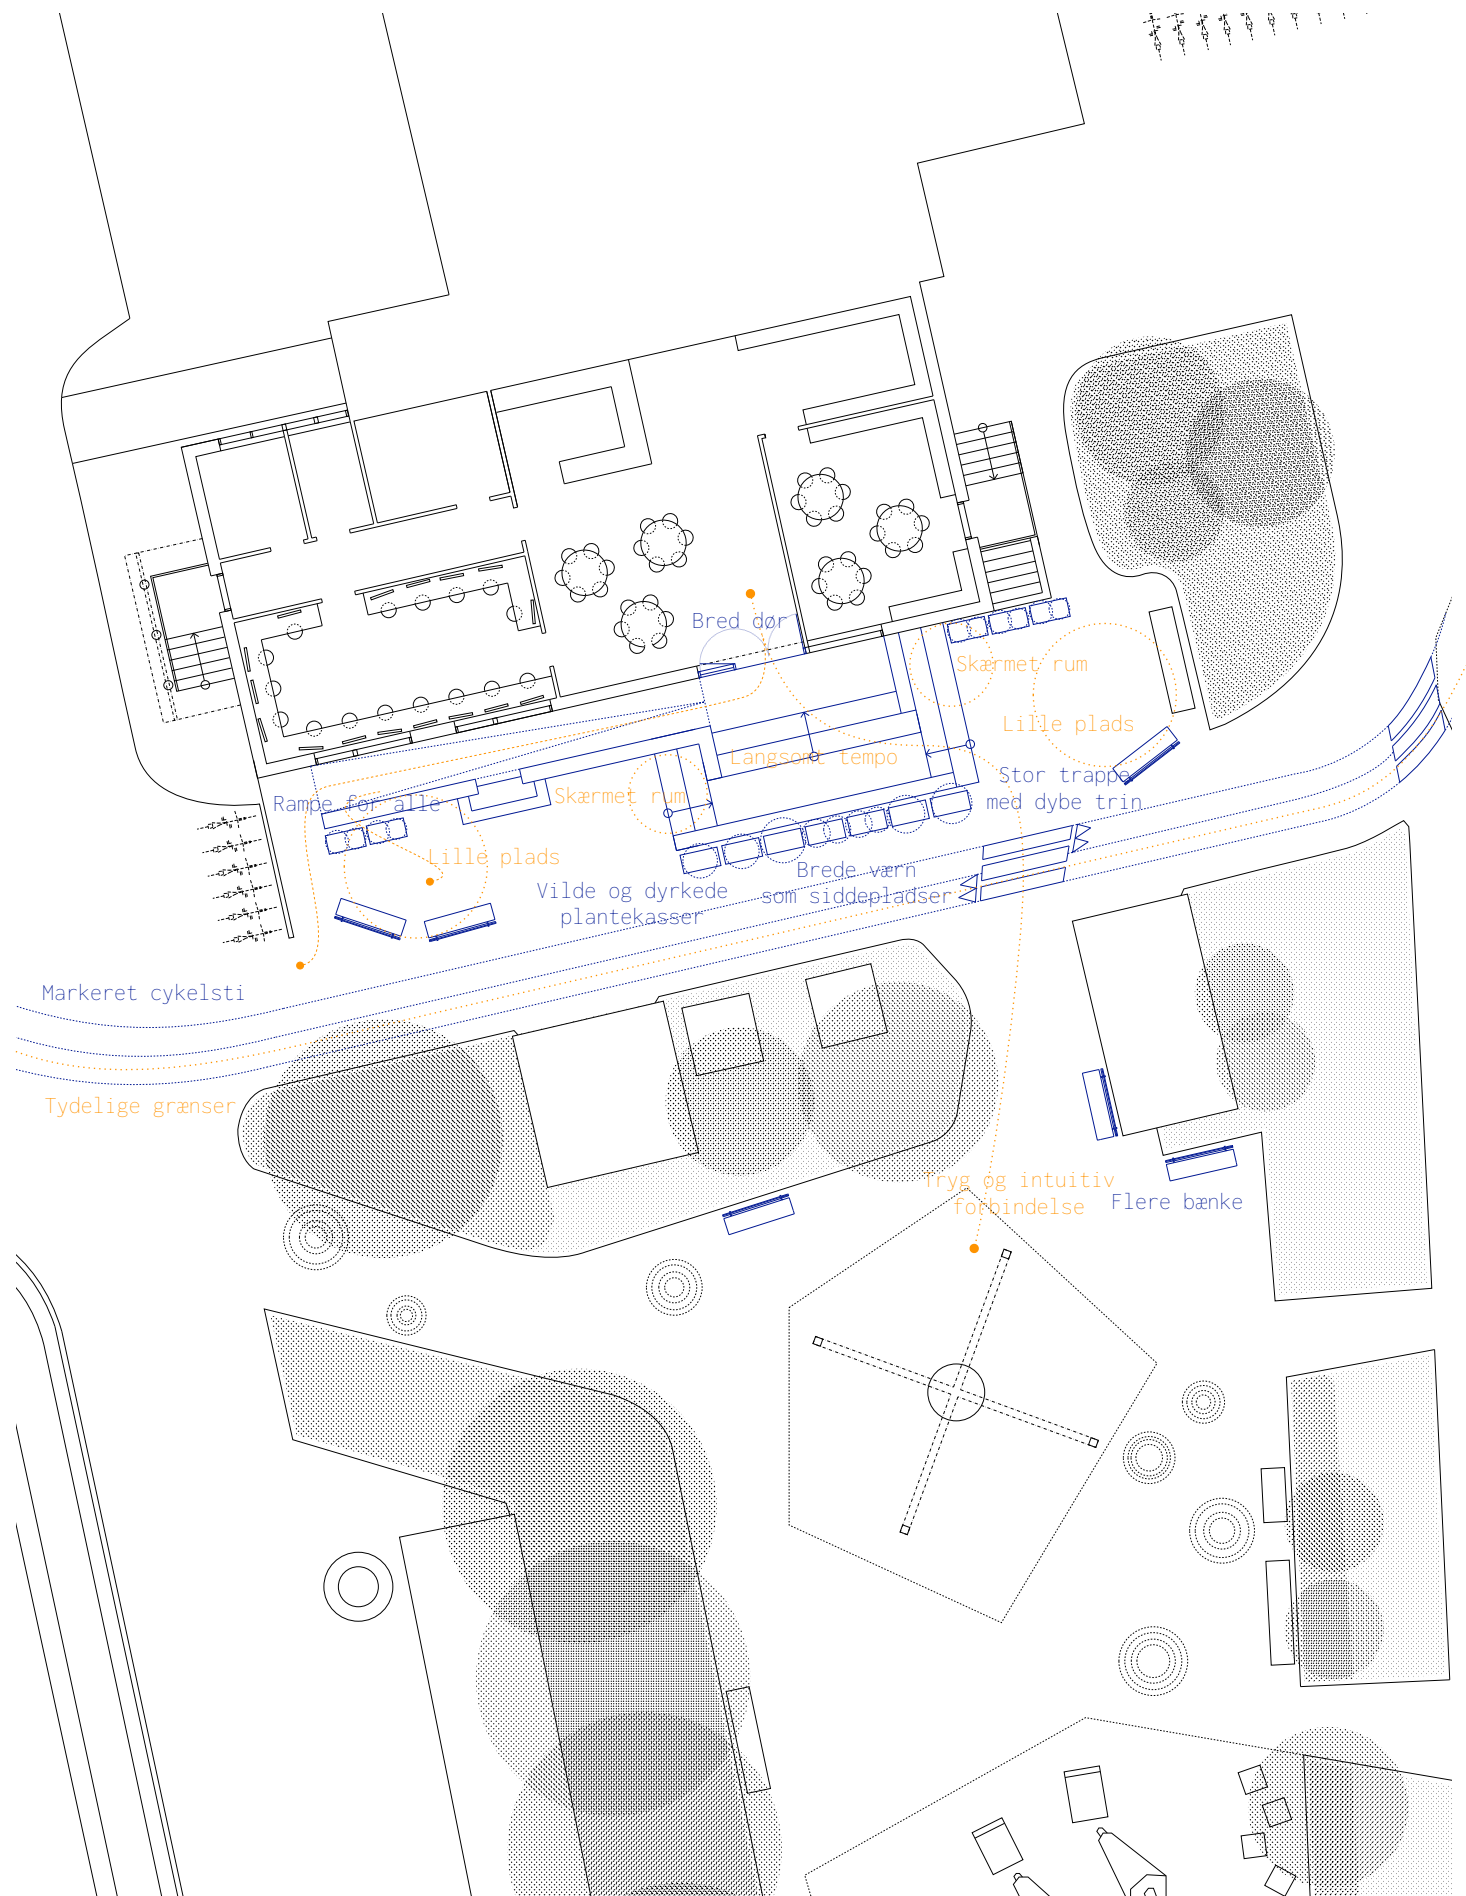 Bred dør
Skærmet rum
Lille plads
Langsomt tempo
Stor trappe
med dybe trin
Skærmet rum
Rampe for alle
Lille plads
Brede værn
som siddepladser
Vilde og dyrkede
plantekasser
Markeret cykelsti
Tydelige grænser
Tryg og intuitiv
forbindelse
Flere bænke